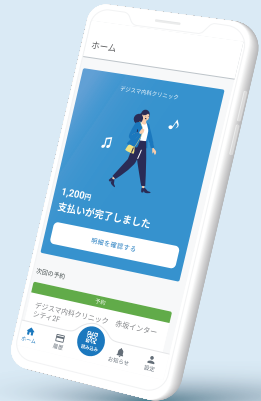 ホーム
デジスマ内科クリニック
1,200円
支払いが完了しました
明細を確認する
次回の予約
予約
デジスマ内科クリニック　赤坂インター
シティ2F
ホーム
履歴
読み込み
お知らせ
設定